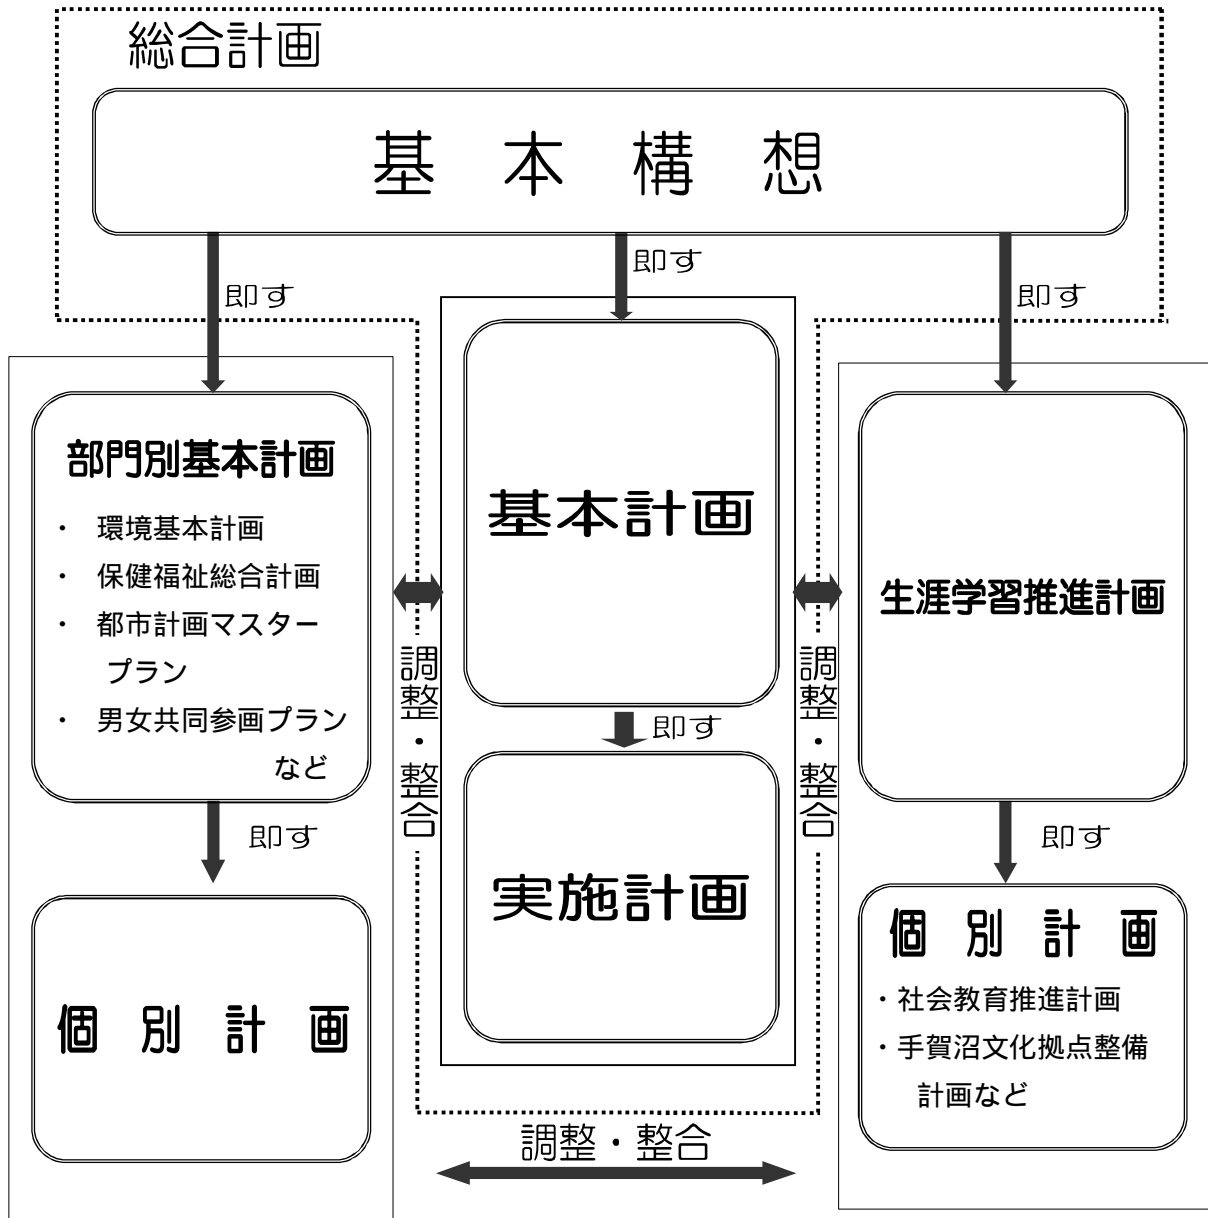 総合計画
基本構想
即す
即す
即す
部門別基本計画
・ 環境基本計画
・ 保健福祉総合計画
・ 都市計画マスター
プラン
・ 男女共同参画プラン
など
即す
個別計画
調整・整合
基本計画
即す
実施計画
調整・整合
生涯学習推進計画
即す
個別計画
・社会教育推進計画
・手賀沼文化拠点整備
計画など
調整・整合